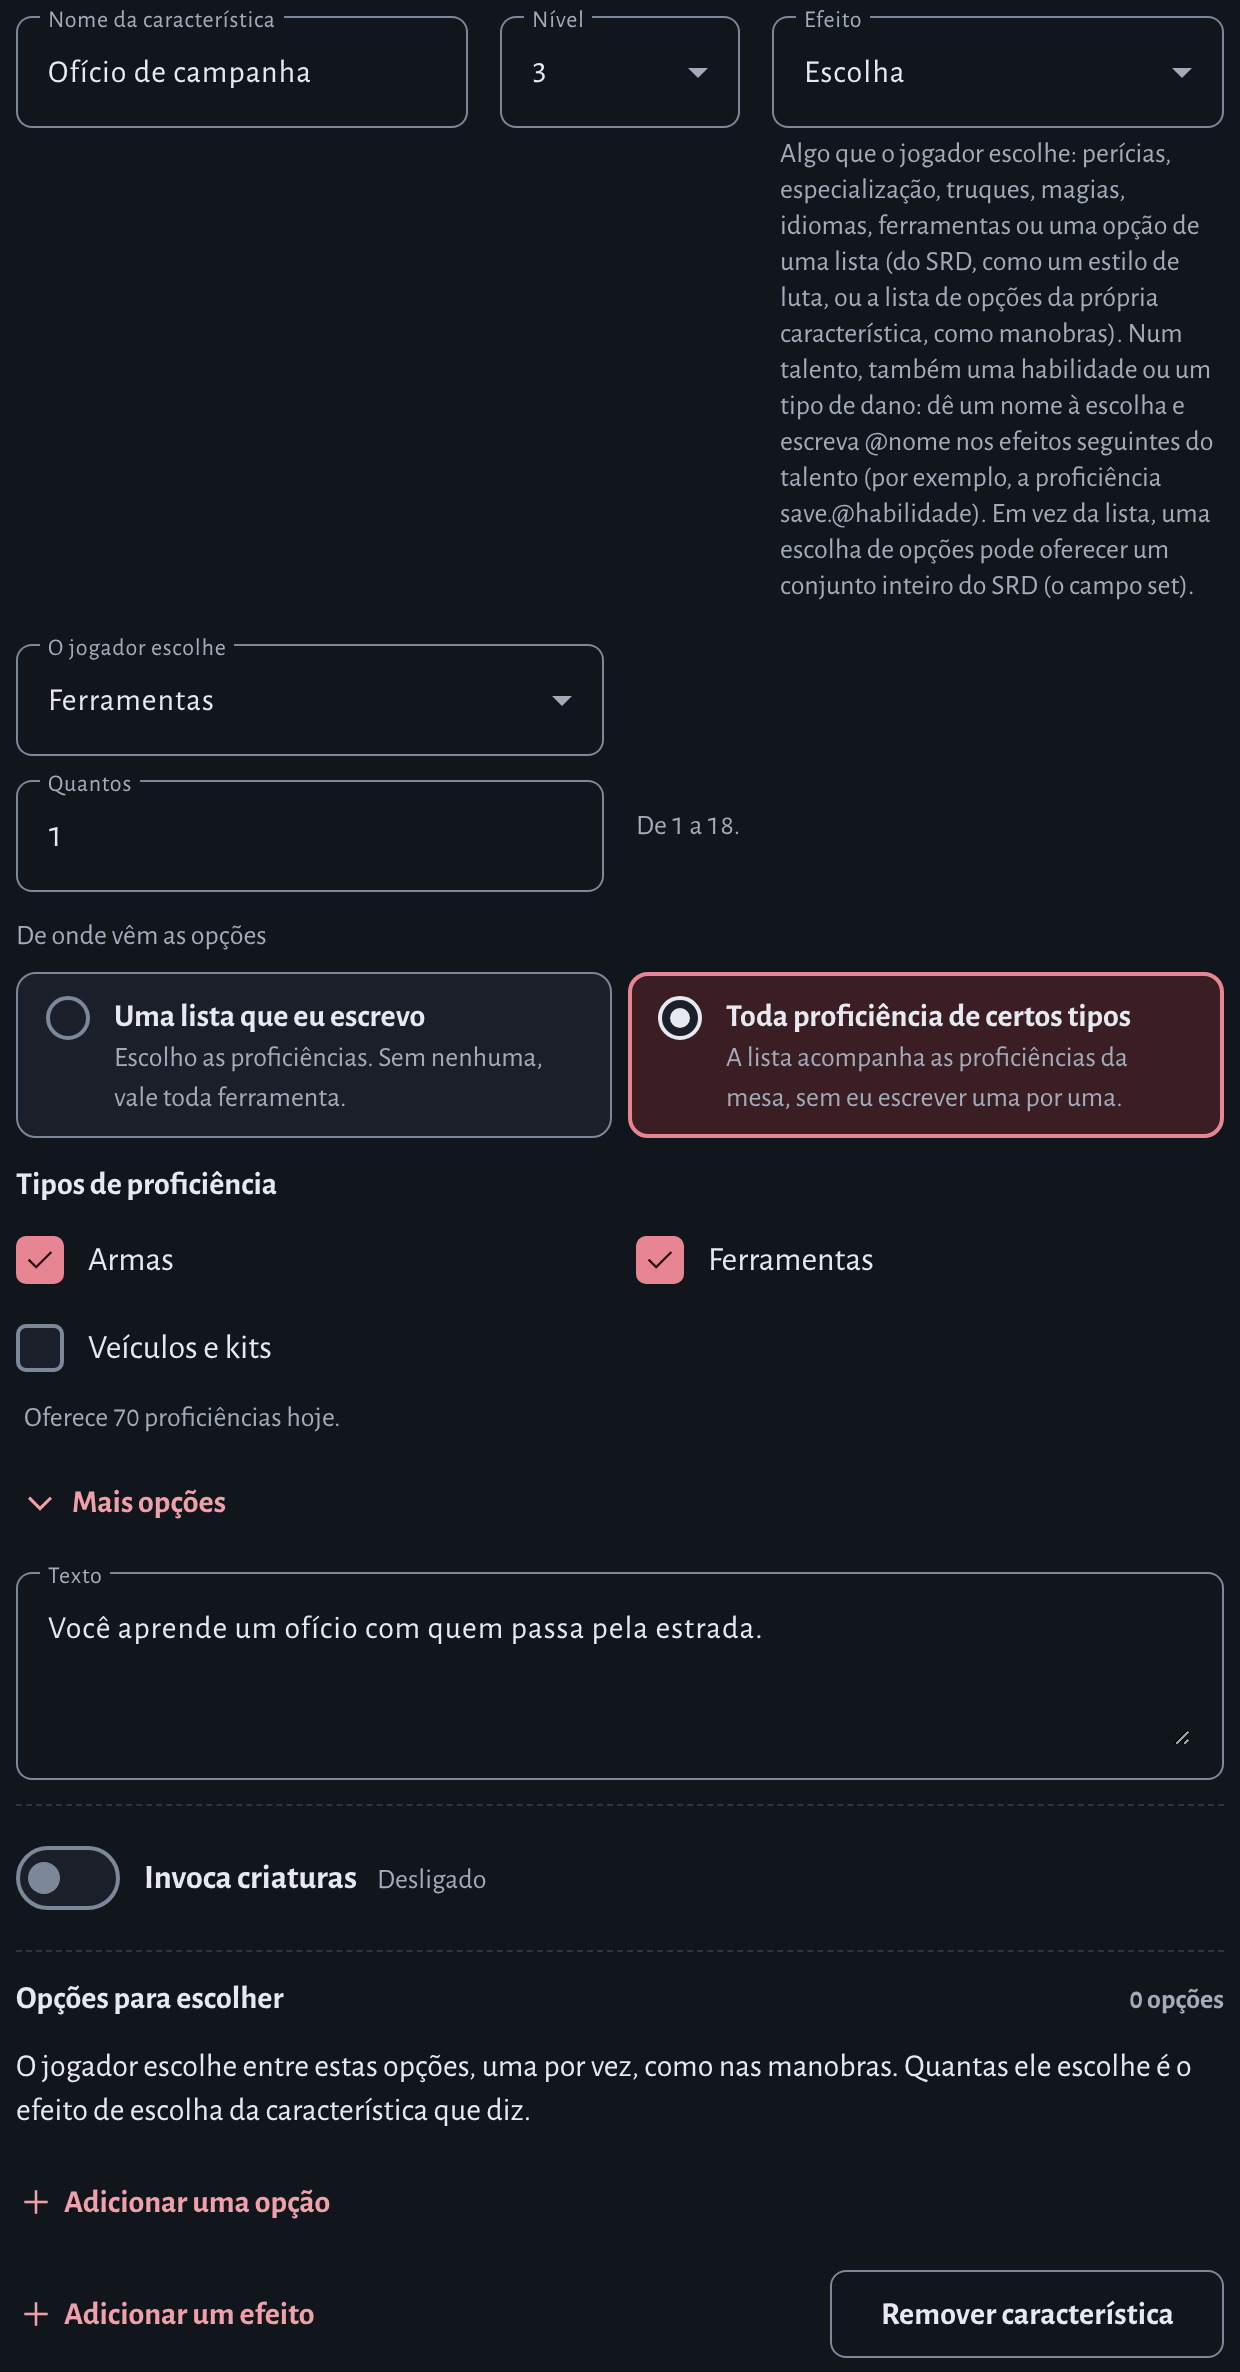 Nome da característica
Nível
Efeito
Ofício de campanha
3
Escolha
Algo que o jogador escolhe: perícias,
especialização, truques, magias,
idiomas, ferramentas ou uma opção de
uma lista (do SRD, como um estilo de
luta, ou a lista de opções da própria
característica, como manobras). Num
talento, também uma habilidade ou um
tipo de dano: dê um nome à escolha e
escreva @nome nos efeitos seguintes do
talento (por exemplo, a proficiência
save.@habilidade). Em vez da lista, uma
escolha de opções pode oferecer um
conjunto inteiro do SRD (o campo set).
O jogador escolhe
Ferramentas
Quantos
1
De 1 a 18.
De onde vêm as opções
Uma lista que eu escrevo
Escolho as proficiências. Sem nenhuma,
vale toda ferramenta.
Toda proficiência de certos tipos
A lista acompanha as proficiências da
mesa, sem eu escrever uma por uma.
Tipos de proficiência
Armas
Ferramentas
Veículos e kits
Oferece 70 proficiências hoje.
Mais opções
Texto
Você aprende um ofício com quem passa pela estrada.
Invoca criaturas
Desligado
Opções para escolher
0 opções
O jogador escolhe entre estas opções, uma por vez, como nas manobras. Quantas ele escolhe é o
efeito de escolha da característica que diz.
Adicionar uma opção
Adicionar um efeito
Remover característica